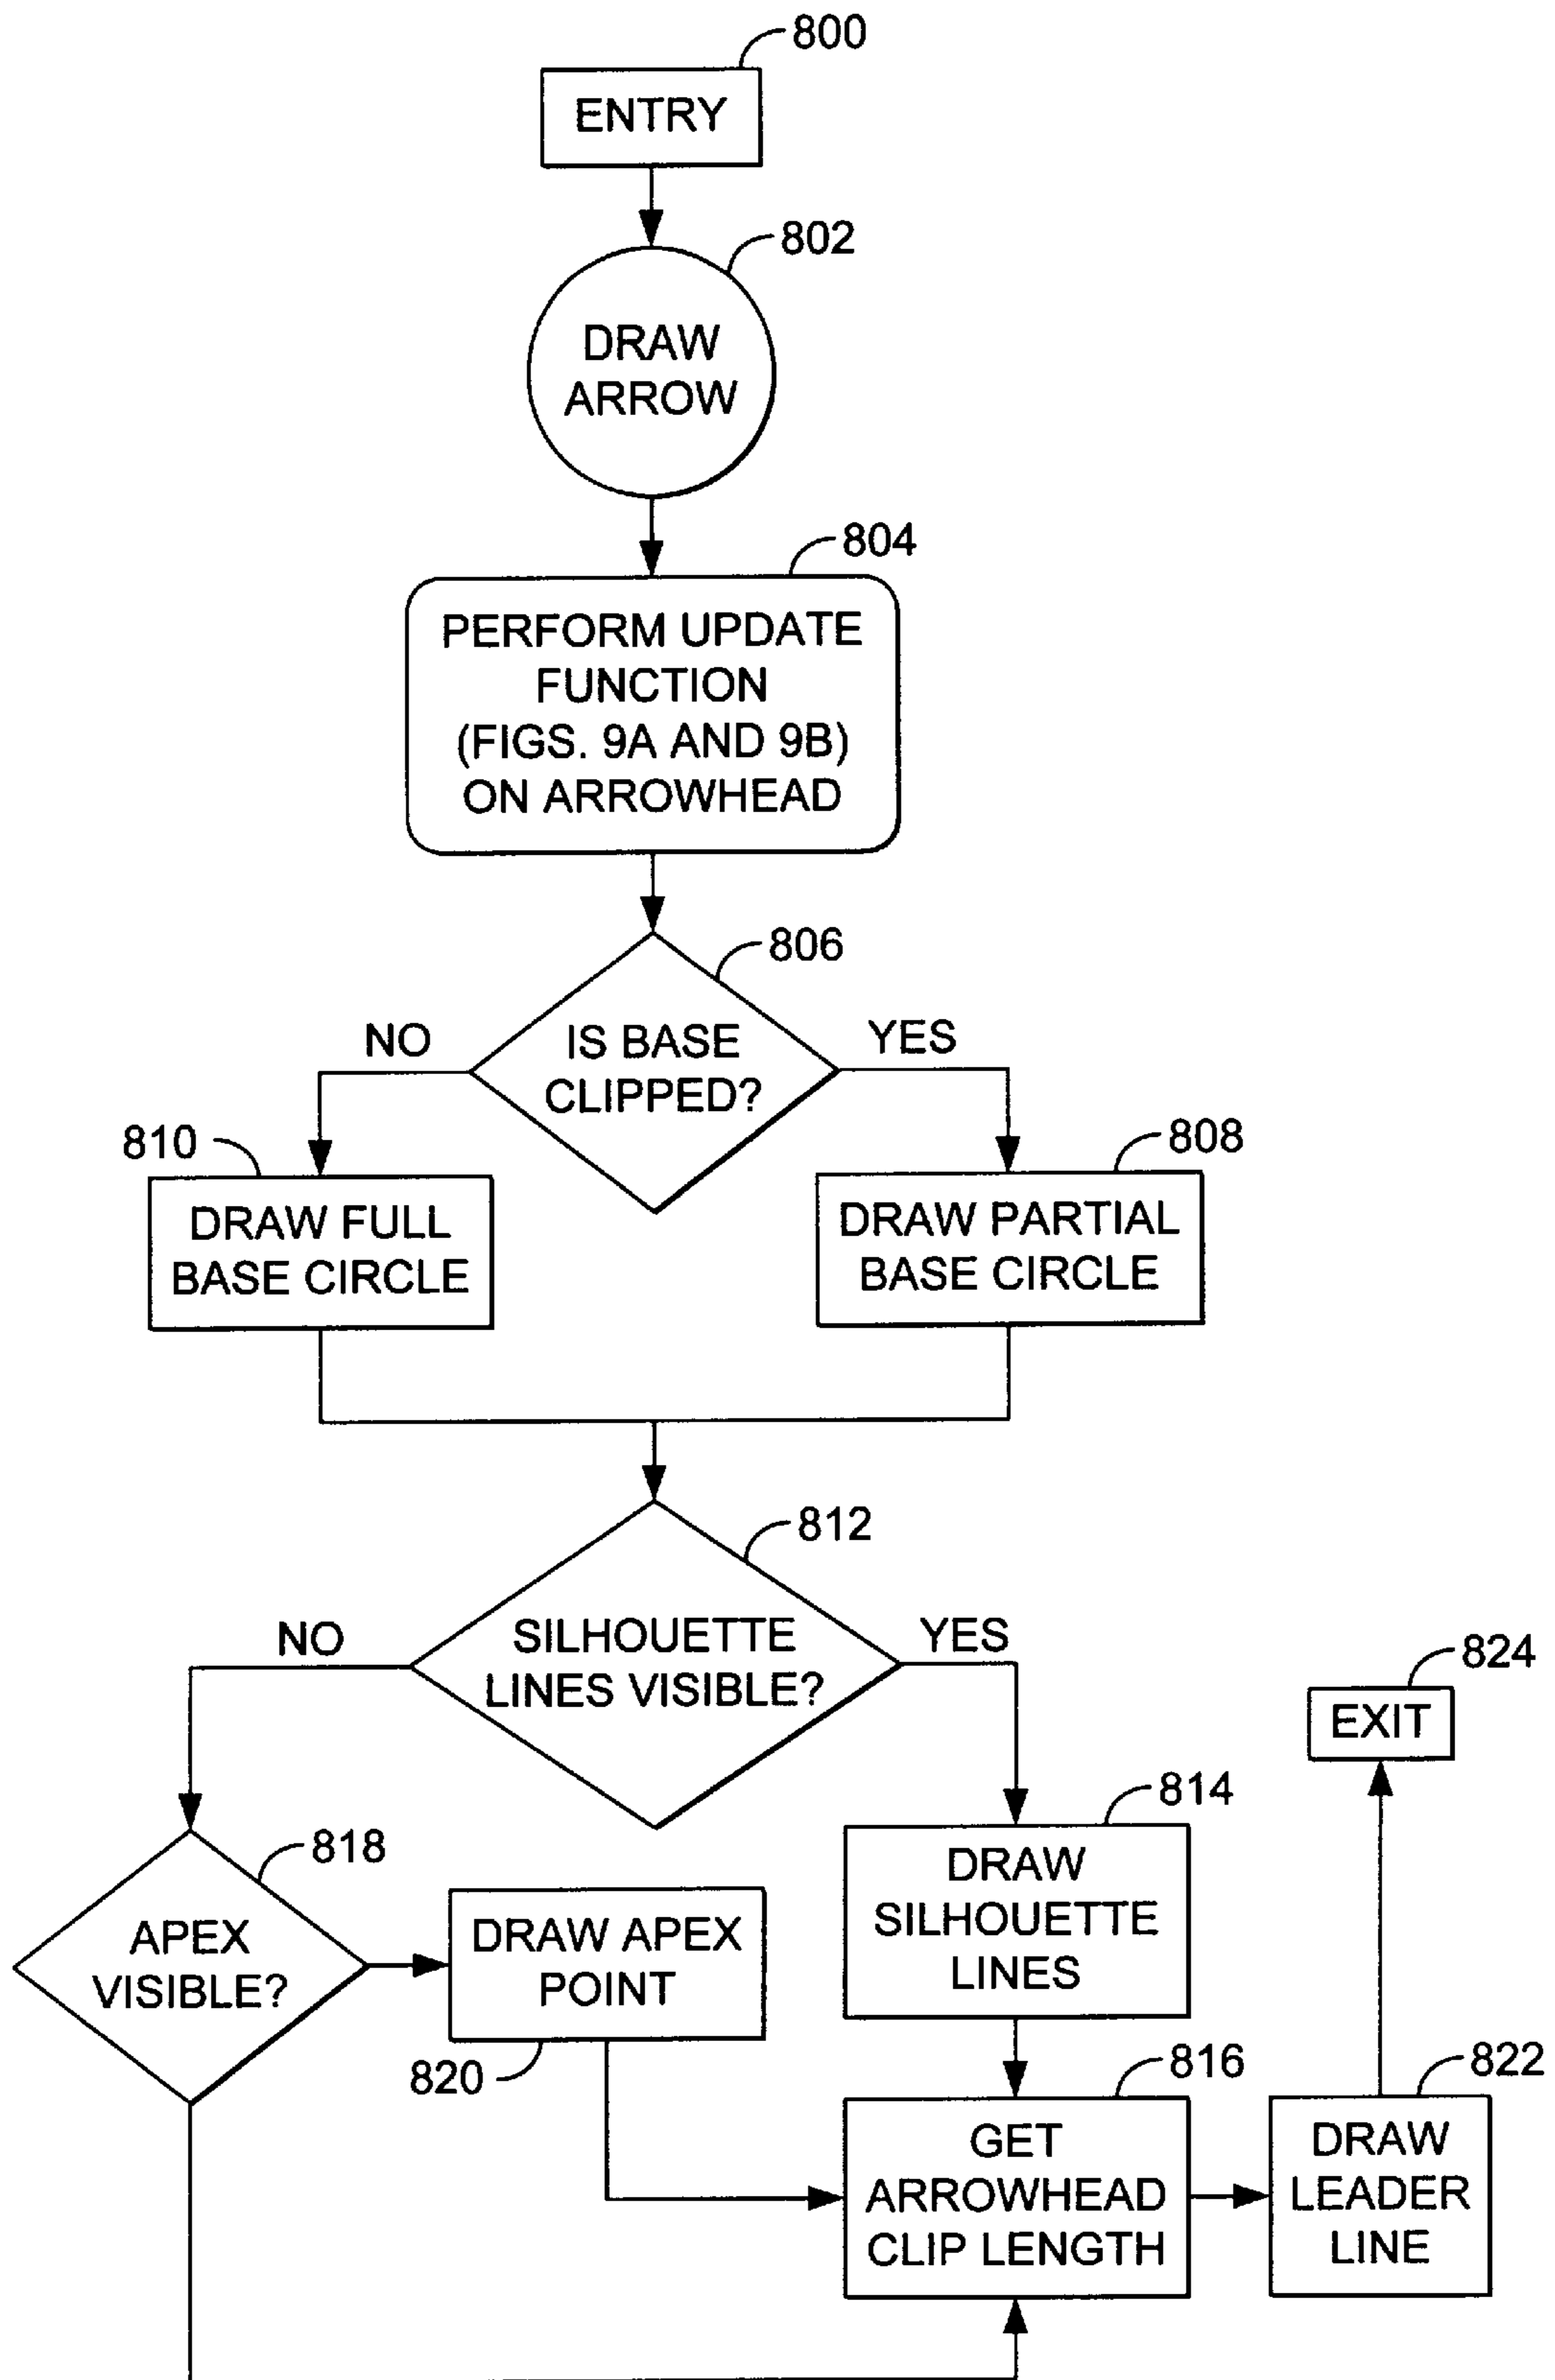 800
ENTRY
802
DRAW
ARROW
804
PERFORM UPDATE
FUNCTION
(FIGS. 9A AND 9B)
ON ARROWHEAD
806
NO
IS BASE
CLIPPED?
YES
810
808
DRAW FULL
BASE CIRCLE
DRAW PARTIAL
BASE CIRCLE
812
NO
SILHOUETTE
LINES VISIBLE?
YES
824
EXIT
814
818
DRAW
SILHOUETTE
LINES
APEX
VISIBLE?
DRAW APEX
POINT
820
816
822
GET
ARROWHEAD
CLIP LENGTH
DRAW
LEADER
LINE